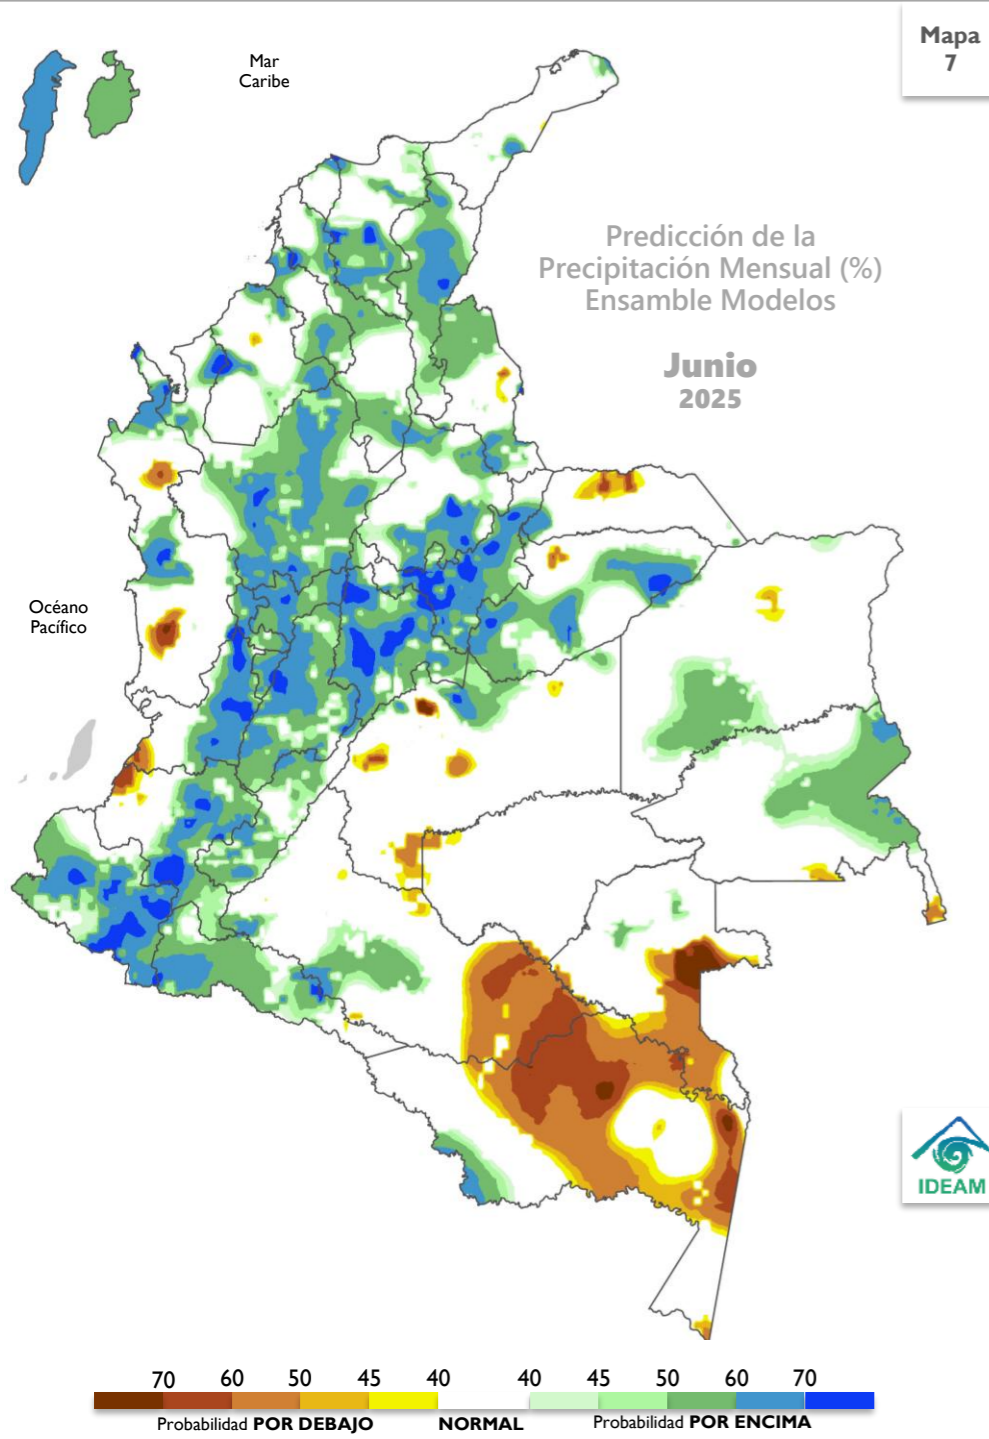 Mapa
7
Mar
Caribe
Predicción de la
Precipitación Mensual (%)
Ensamble Modelos
Junio
2025
Océano
Pacífico
IDEAM
70 60 50 45 40 40 45 50 60 70
Probabilidad POR DEBAJO NORMAL Probabilidad POR ENCIMA